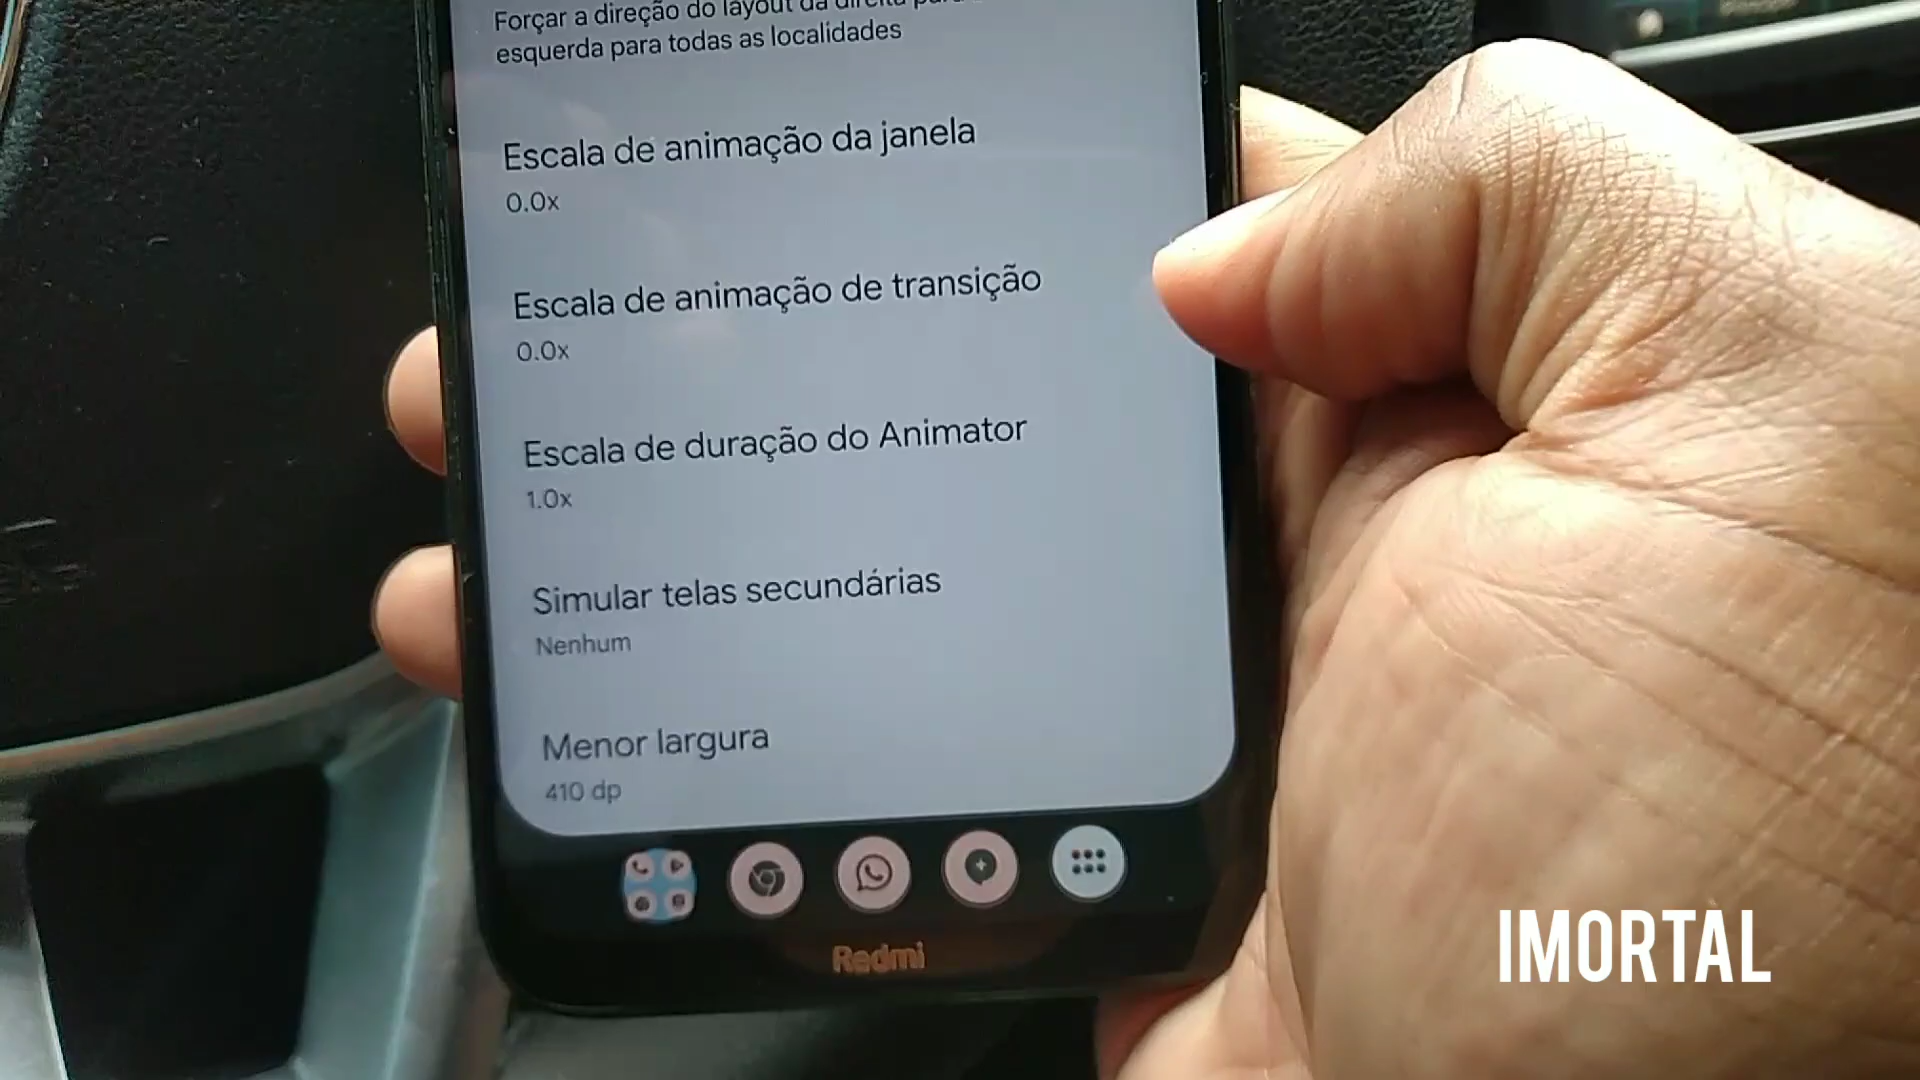 Forçar a direção do layout da direita para
esquerda para todas as localidades
Escala de animação da janela
0.0x
Escala de animação de transição
0.0x
Escala de duração do Animator
1.0x
Simular telas secundárias
Nenhum
Menor largura
410 dp
Redmi
IMORTAL